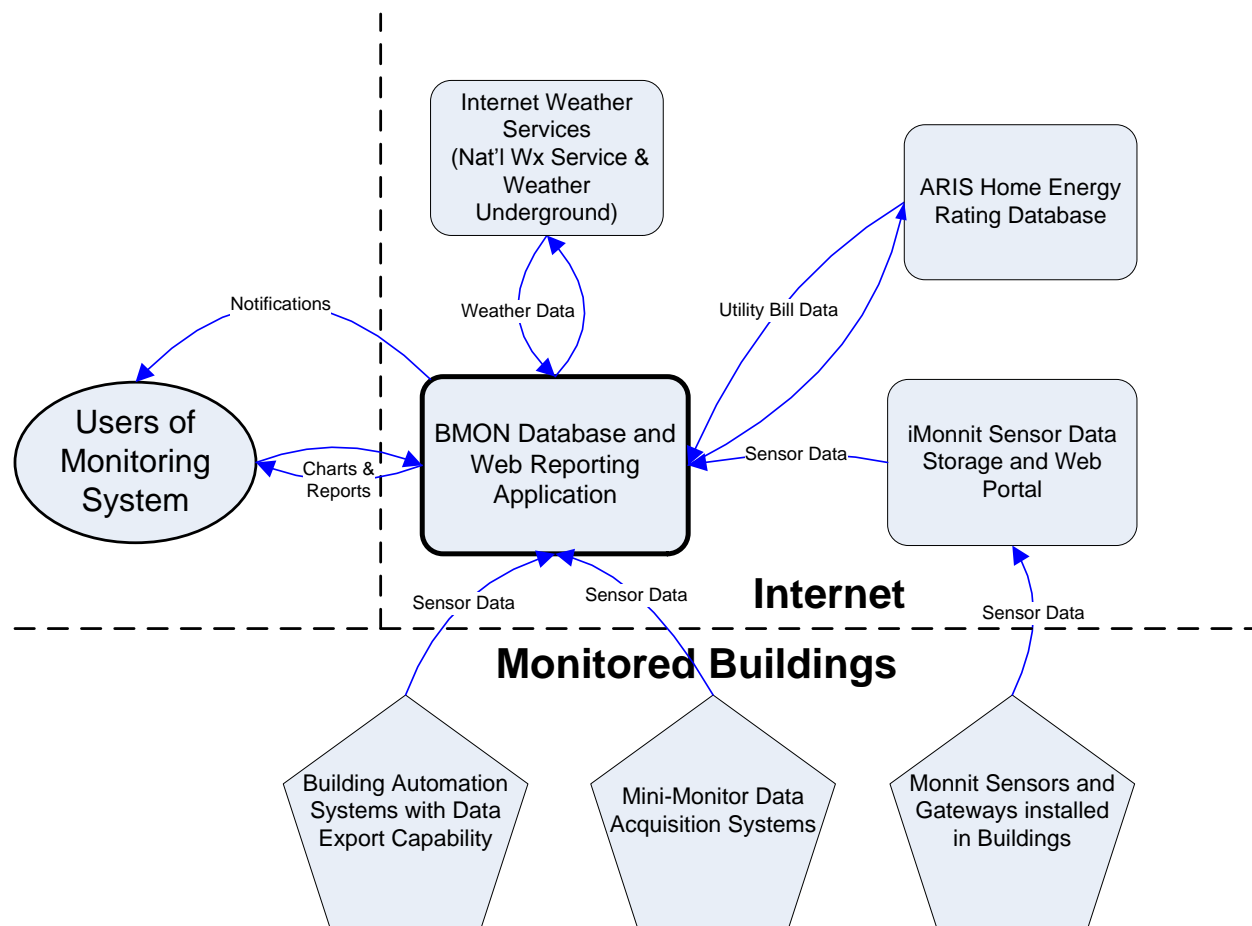 Internet Weather
Services
(Nat'l Wx Service &
Weather
Underground)
ARIS Home Energy
Rating Database
Notifications
Weather Data
Utility Bill Data
Users of
Monitoring
System
Charts &
Reports
BMON Database and
Web Reporting
Application
Sensor Data
iMonnit Sensor Data
Storage and Web
Portal
Sensor Data
Sensor Data
Internet
Sensor Data
Monitored Buildings
Building Automation
Systems with Data
Export Capability
Mini-Monitor Data
Acquisition Systems
Monnit Sensors and
Gateways installed
in Buildings